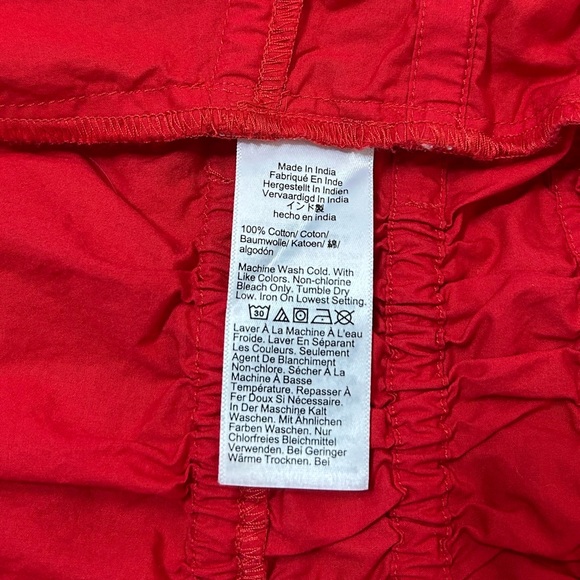 Made In India
Fabriqué En Inde
Hergestellt In Indien
Vervaardigd In India
インド製
hecho en india
100% Cotton/ Coton/
Baumwolle/ Katoen/ 綿/
algodón
Machine Wash Cold. With
Like Colors. Non-chlorine
Bleach Only. Tumble Dry
Low. Iron On Lowest Setting.
30
Laver À La Machine À L'eau
Froide. Laver En Séparant
Les Couleurs. Seulement
Agent De Blanchiment
Non-chlore. Sécher À La
Machine À Basse
Température. Repasser À
Fer Doux Si Nécessaire.
In Der Maschine Kalt
Waschen. Mit Ähnlichen
Farben Waschen. Nur
Chlorfreies Bleichmittel
Verwenden. Bei Geringer
Wärme Trocknen. Bei